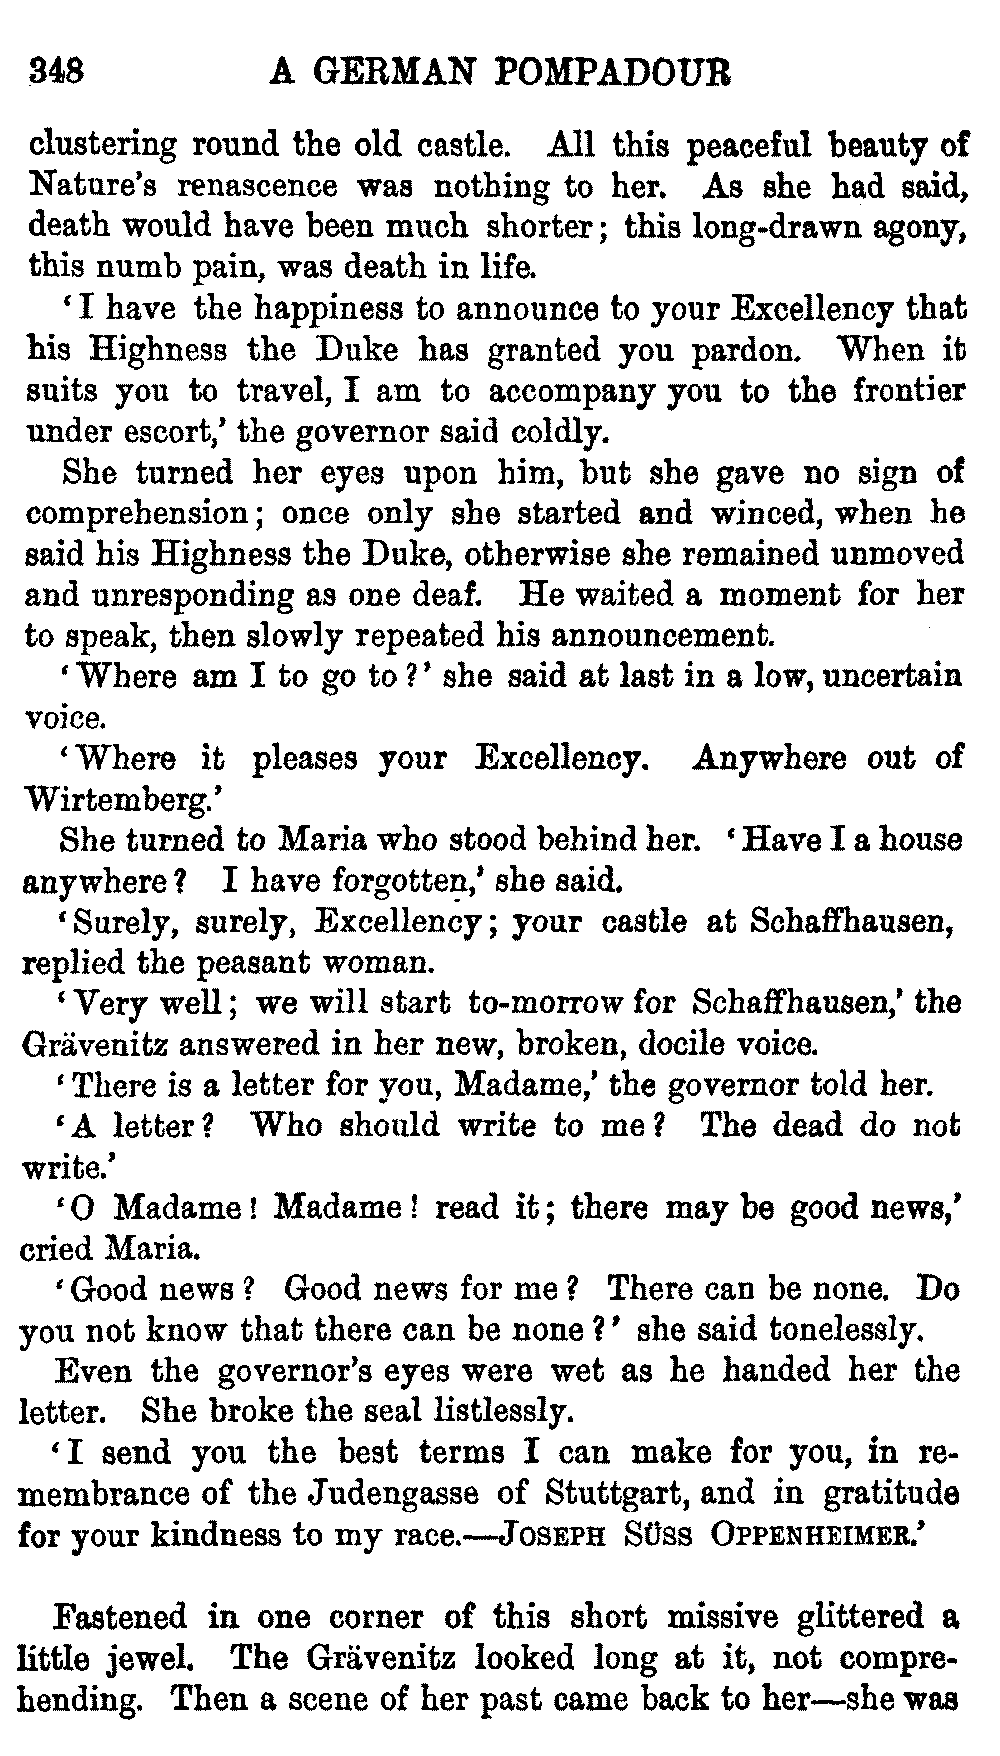 348 A GERMAN POMPADOUR
clustering round the old castle. All this peaceful beauty of
Nature's renascence was nothing to her. As she had said,
death would have been much shorter; this long-drawn agony,
this numb pain, was death in life.
'I have the happiness to announce to your Excellency that
his Highness the Duke has granted you pardon. When it
suits you to travel, I am to accompany you to the frontier
under escort,' the governor said coldly.
She turned her eyes upon him, but she gave no sign of
comprehension; once only she started and winced, when he
said his Highness the Duke, otherwise she remained unmoved
and unresponding as one deaf. He waited a moment for her
to speak, then slowly repeated his announcement.
'Where am I to go to?' she said at last in a low, uncertain
voice.
'Where it pleases your Excellency. Anywhere out of
Wirtemberg.'
She turned to Maria who stood behind her. 'Have I a house
anywhere? I have forgotten,' she said.
'Surely, surely, Excellency; your castle at Schaffhausen,
replied the peasant woman.
'Very well; we will start to-morrow for Schaffhausen,' the
Grävenitz answered in her new, broken, docile voice.
'There is a letter for you, Madame,' the governor told her.
'A letter? Who should write to me? The dead do not
write.'
'O Madame! Madame! read it; there may be good news,'
cried Maria.
'Good news? Good news for me? There can be none. Do
you not know that there can be none?' she said tonelessly.
Even the governor's eyes were wet as he handed her the
letter. She broke the seal listlessly.
'I send you the best terms I can make for you, in re-
membrance of the Judengasse of Stuttgart, and in gratitude
for your kindness to my race.—JOSEPH SÜSS OPPENHEIMER.'
Fastened in one corner of this short missive glittered a
little jewel. The Grävenitz looked long at it, not compre-
hending. Then a scene of her past came back to her—she was